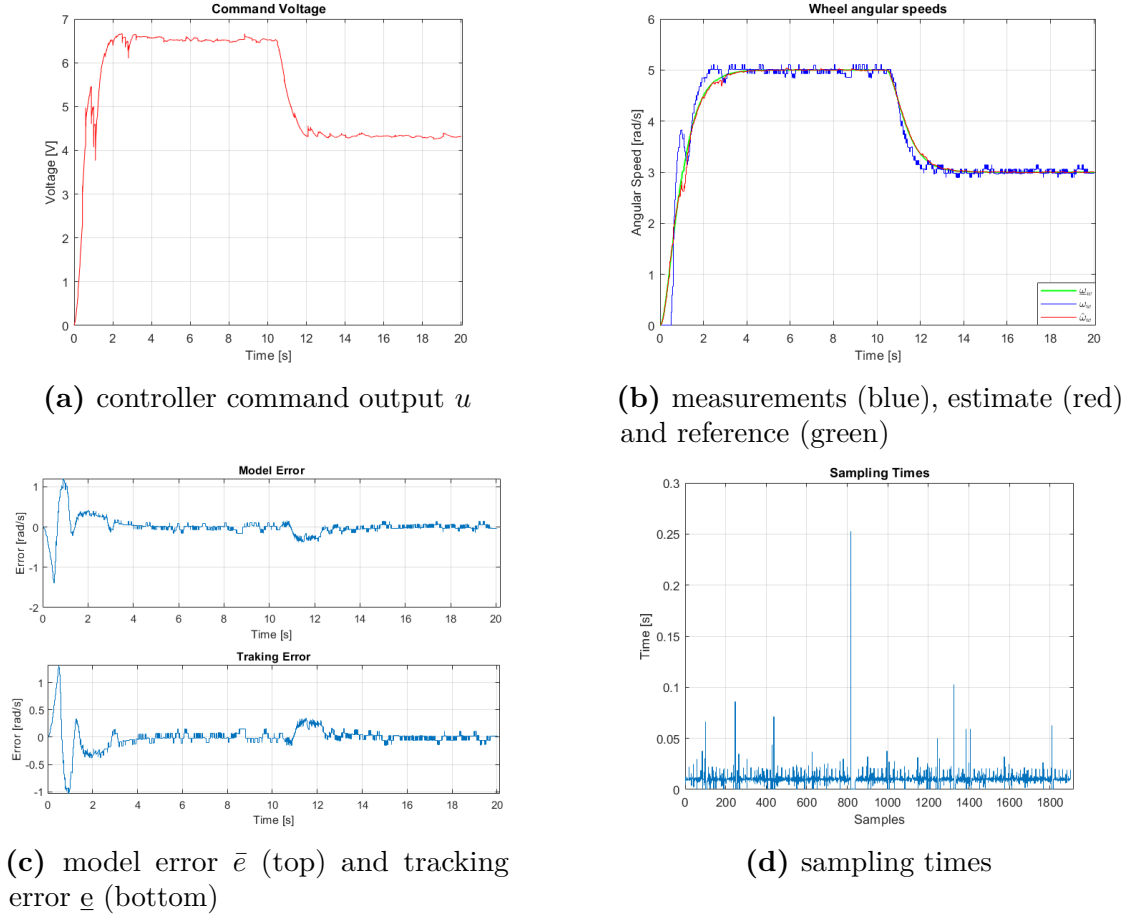 Command Voltage
7
6
5
4
3
2
1
0
Voltage [V]
0 2 4 6 8 10 12 14 16 18 20
Time [s]
(a) controller command output u
Wheel angular speeds
6
5
4
3
2
1
0
Angular Speed [rad/s]
ω̲_w
ω_w
ω̂_w
0 2 4 6 8 10 12 14 16 18 20
Time [s]
(b) measurements (blue), estimate (red)
and reference (green)
Model Error
1
0
-1
-2
Error [rad/s]
0 2 4 6 8 10 12 14 16 18 20
Time [s]
Traking Error
1
0.5
0
-0.5
-1
Error [rad/s]
0 2 4 6 8 10 12 14 16 18 20
Time [s]
(c) model error ē (top) and tracking
error e̲ (bottom)
Sampling Times
0.3
0.25
0.2
0.15
0.1
0.05
0
Time [s]
0 200 400 600 800 1000 1200 1400 1600 1800
Samples
(d) sampling times